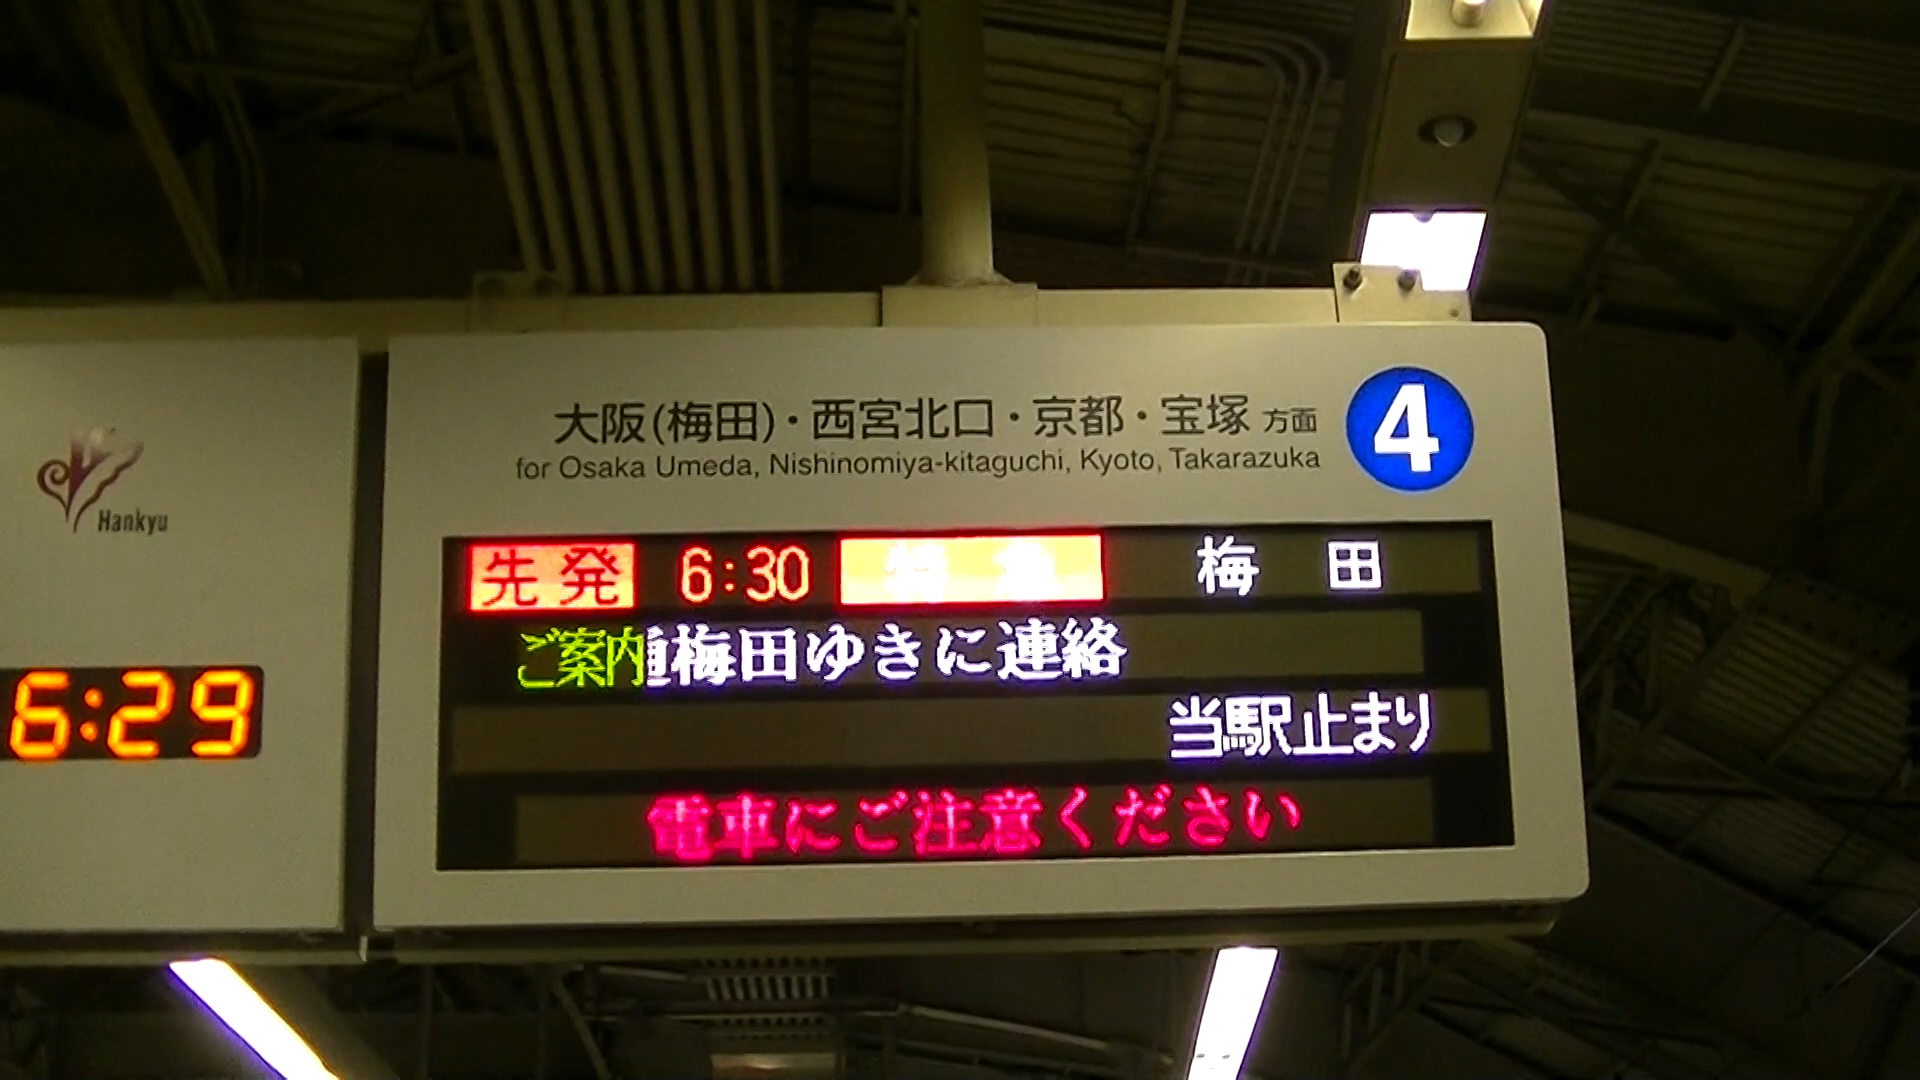 大阪(梅田)・西宮北口・京都・宝塚 方面 4
for Osaka Umeda, Nishinomiya-kitaguchi, Kyoto, Takarazuka
Hankyu
先発 6:30 特急 梅田
ご案内 梅田ゆきに連絡
6:29
当駅止まり
電車にご注意ください